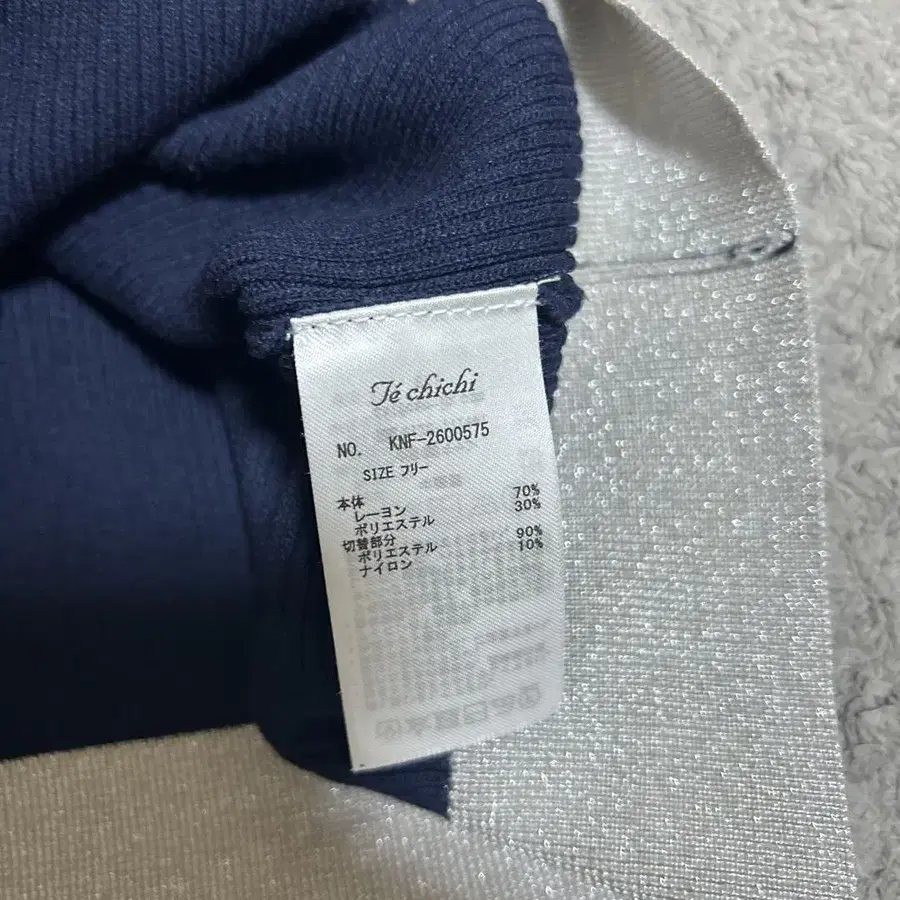 Té chichi
NO. KNF-2600575
SIZE フリー
本体
レーヨン 70%
ポリエステル 30%
切替部分
ポリエステル 90%
ナイロン 10%